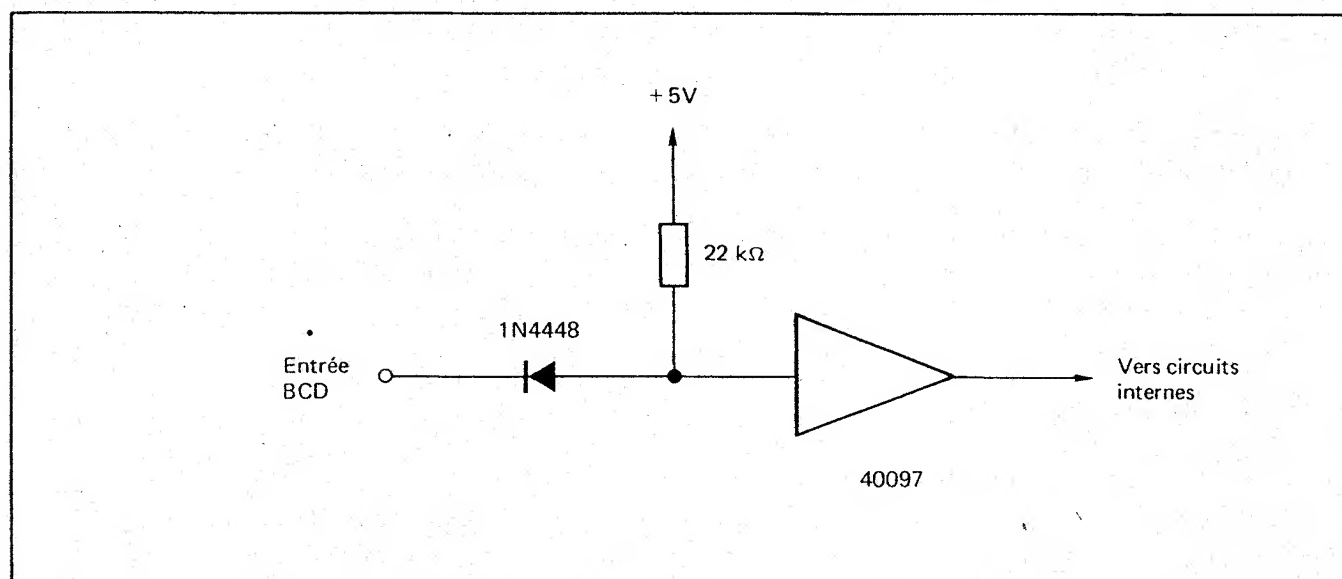 + 5V
22 kΩ
1N4448
Entrée
BCD
Vers circuits
internes
40097